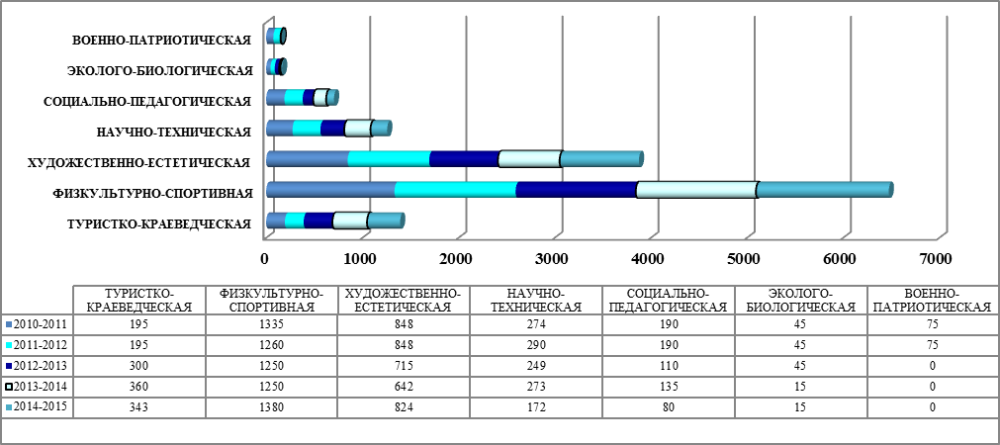 ВОЕННО-ПАТРИОТИЧЕСКАЯ
ЭКОЛОГО-БИОЛОГИЧЕСКАЯ
СОЦИАЛЬНО-ПЕДАГОГИЧЕСКАЯ
НАУЧНО-ТЕХНИЧЕСКАЯ
ХУДОЖЕСТВЕННО-ЕСТЕТИЧЕСКАЯ
ФИЗКУЛЬТУРНО-СПОРТИВНАЯ
ТУРИСТКО-КРАЕВЕДЧЕСКАЯ
0 1000 2000 3000 4000 5000 6000 7000
ТУРИСТКО- ФИЗКУЛЬТУРНО- ХУДОЖЕСТВЕННО- НАУЧНО- СОЦИАЛЬНО- ЭКОЛОГО- ВОЕННО-
КРАЕВЕДЧЕСКАЯ СПОРТИВНАЯ ЕСТЕТИЧЕСКАЯ ТЕХНИЧЕСКАЯ ПЕДАГОГИЧЕСКАЯ БИОЛОГИЧЕСКАЯ ПАТРИОТИЧЕСКАЯ
2010-2011 195 1335 848 274 190 45 75
2011-2012 195 1260 848 290 190 45 75
2012-2013 300 1250 715 249 110 45 0
2013-2014 360 1250 642 273 135 15 0
2014-2015 343 1380 824 172 80 15 0